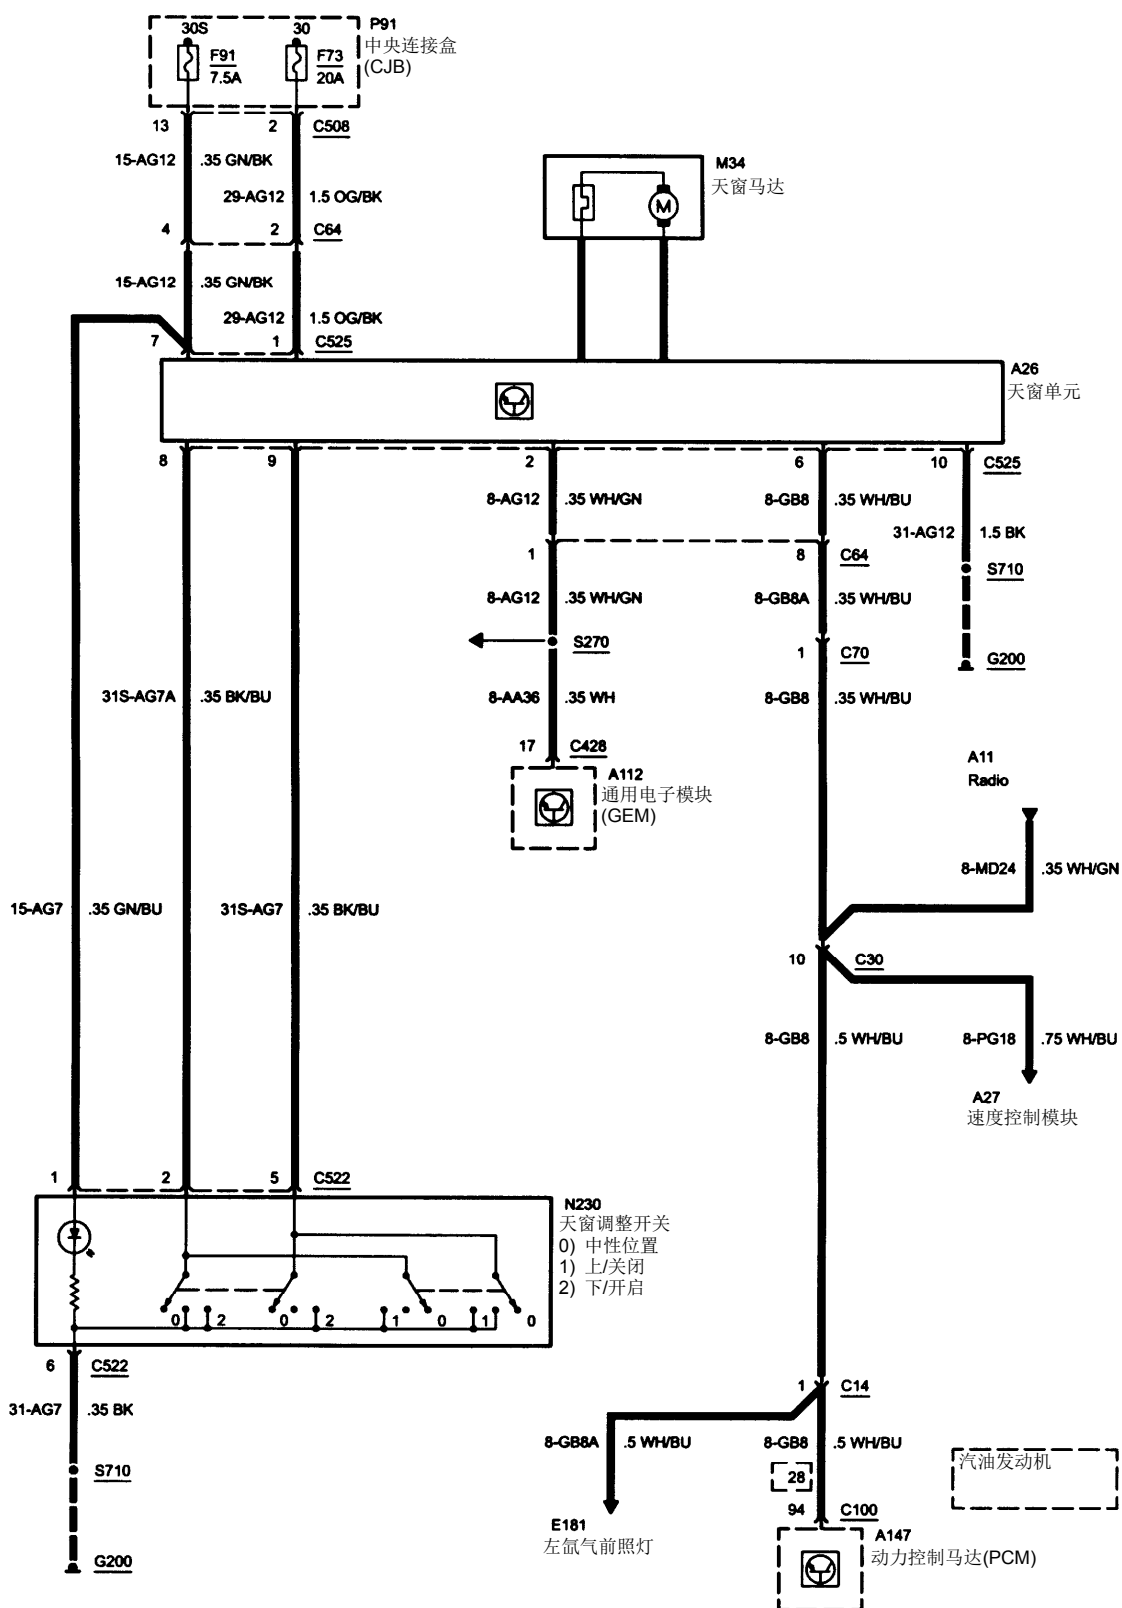 30S
30
P91
中央连接盒
(CJB)
F91
7.5A
F73
20A
13
2
C508
15-AG12
.35 GN/BK
29-AG12
1.5 OG/BK
4
2
C64
15-AG12
.35 GN/BK
29-AG12
1.5 OG/BK
7
1
C525
M34
天窗马达
M
A26
天窗单元
8
9
2
6
10
C525
8-AG12
.35 WH/GN
8-GB8
.35 WH/BU
31-AG12
1.5 BK
1
8
C64
S710
8-AG12
.35 WH/GN
8-GB8A
.35 WH/BU
S270
1
C70
G200
31S-AG7A
.35 BK/BU
8-AA36
.35 WH
8-GB8
.35 WH/BU
17
C428
A112
通用电子模块
(GEM)
A11
Radio
8-MD24
.35 WH/GN
15-AG7
.35 GN/BU
31S-AG7
.35 BK/BU
10
C30
8-GB8
.5 WH/BU
8-PG18
.75 WH/BU
A27
速度控制模块
1
2
5
C522
N230
天窗调整开关
0) 中性位置
1) 上/关闭
2) 下/开启
0
2
0
2
1
0
1
0
6
C522
31-AG7
.35 BK
S710
G200
1
C14
8-GB8A
.5 WH/BU
8-GB8
.5 WH/BU
28
94
C100
E181
左氙气前照灯
A147
动力控制马达(PCM)
汽油发动机